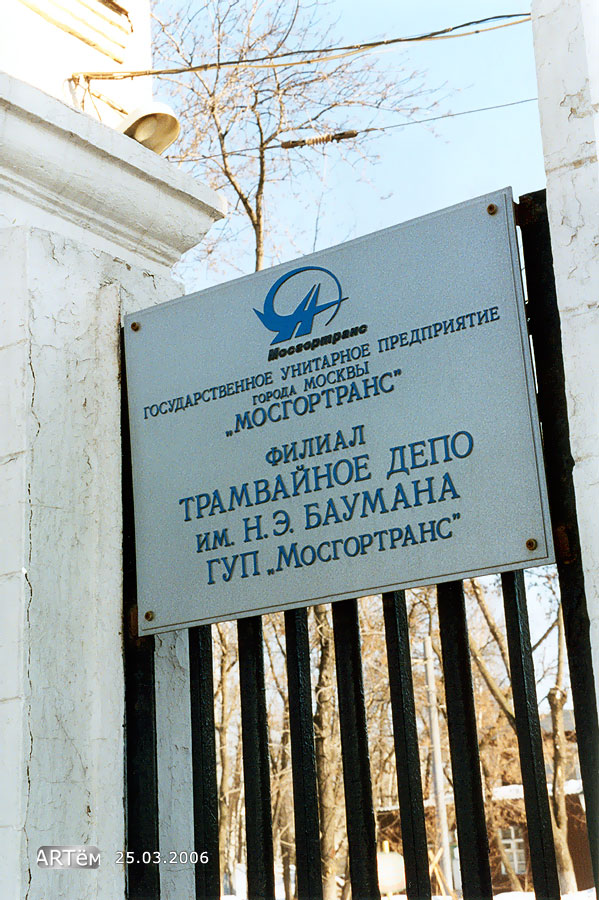 Мосгортранс
ГОСУДАРСТВЕННОЕ УНИТАРНОЕ ПРЕДПРИЯТИЕ
ГОРОДА МОСКВЫ
„МОСГОРТРАНС"
ФИЛИАЛ
ТРАМВАЙНОЕ ДЕПО
ИМ. Н.Э. БАУМАНА
ГУП „МОСГОРТРАНС"
ARTём 25.03.2006